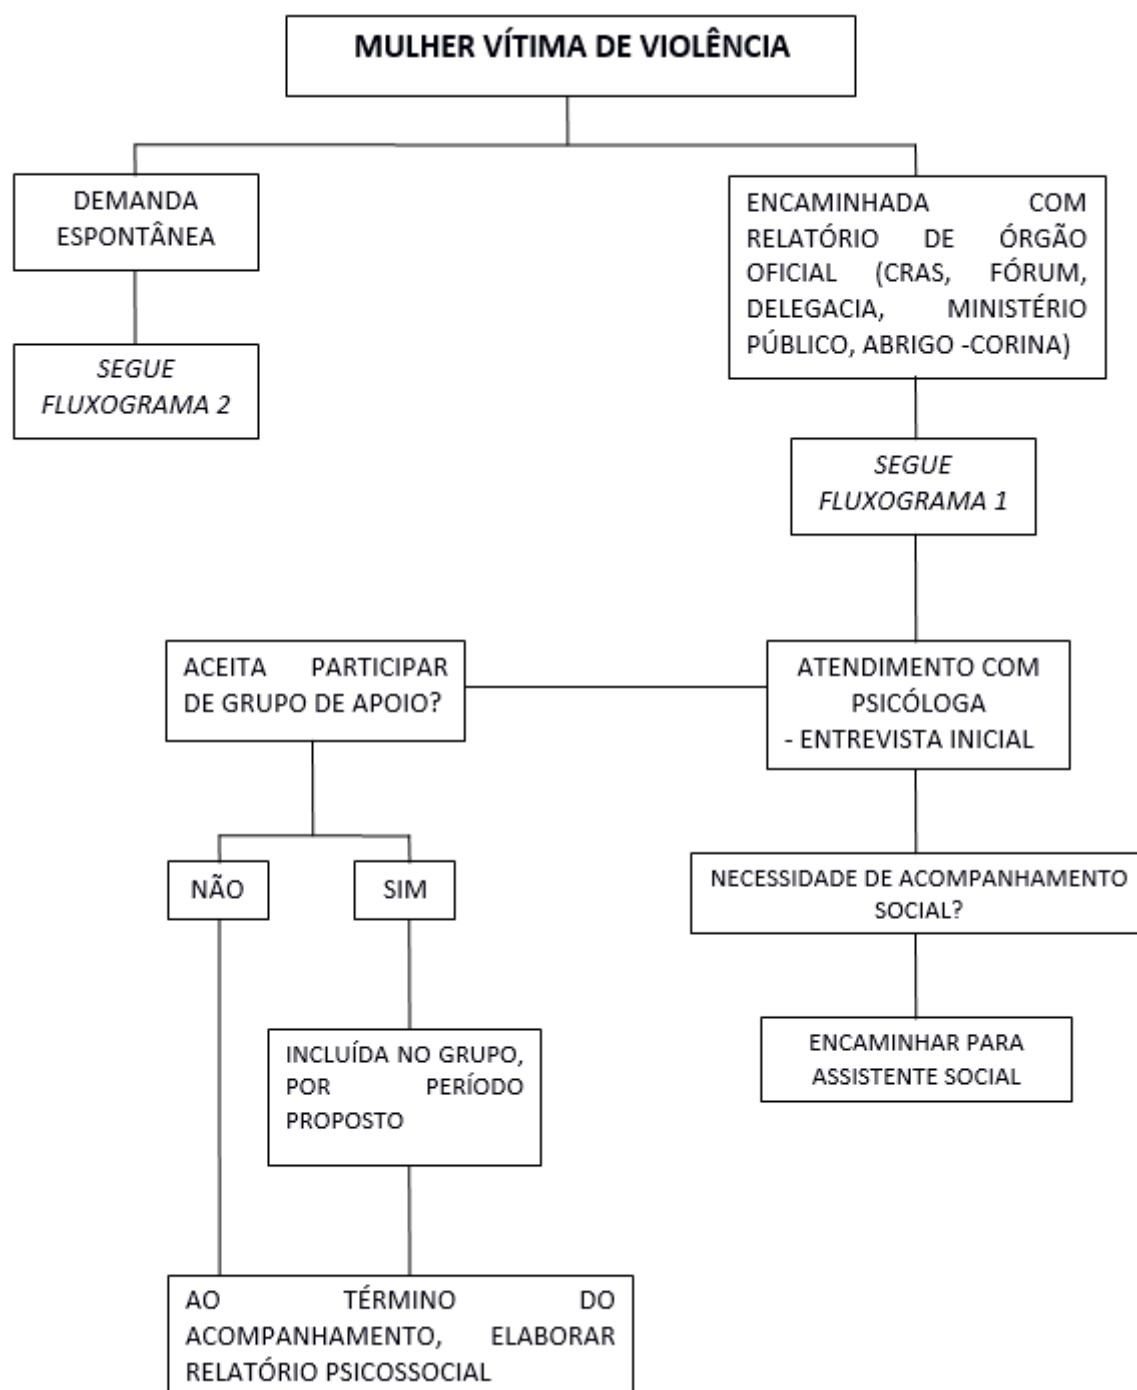 MULHER VÍTIMA DE VIOLÊNCIA
DEMANDA
ESPONTÂNEA
SEGUE
FLUXOGRAMA 2
ENCAMINHADA COM
RELATÓRIO DE ÓRGÃO
OFICIAL (CRAS, FÓRUM,
DELEGACIA, MINISTÉRIO
PÚBLICO, ABRIGO -CORINA)
SEGUE
FLUXOGRAMA 1
ACEITA PARTICIPAR
DE GRUPO DE APOIO?
ATENDIMENTO COM
PSICÓLOGA
- ENTREVISTA INICIAL
NÃO
SIM
NECESSIDADE DE ACOMPANHAMENTO
SOCIAL?
INCLUÍDA NO GRUPO,
POR PERÍODO
PROPOSTO
ENCAMINHAR PARA
ASSISTENTE SOCIAL
AO TÉRMINO DO
ACOMPANHAMENTO, ELABORAR
RELATÓRIO PSICOSSOCIAL